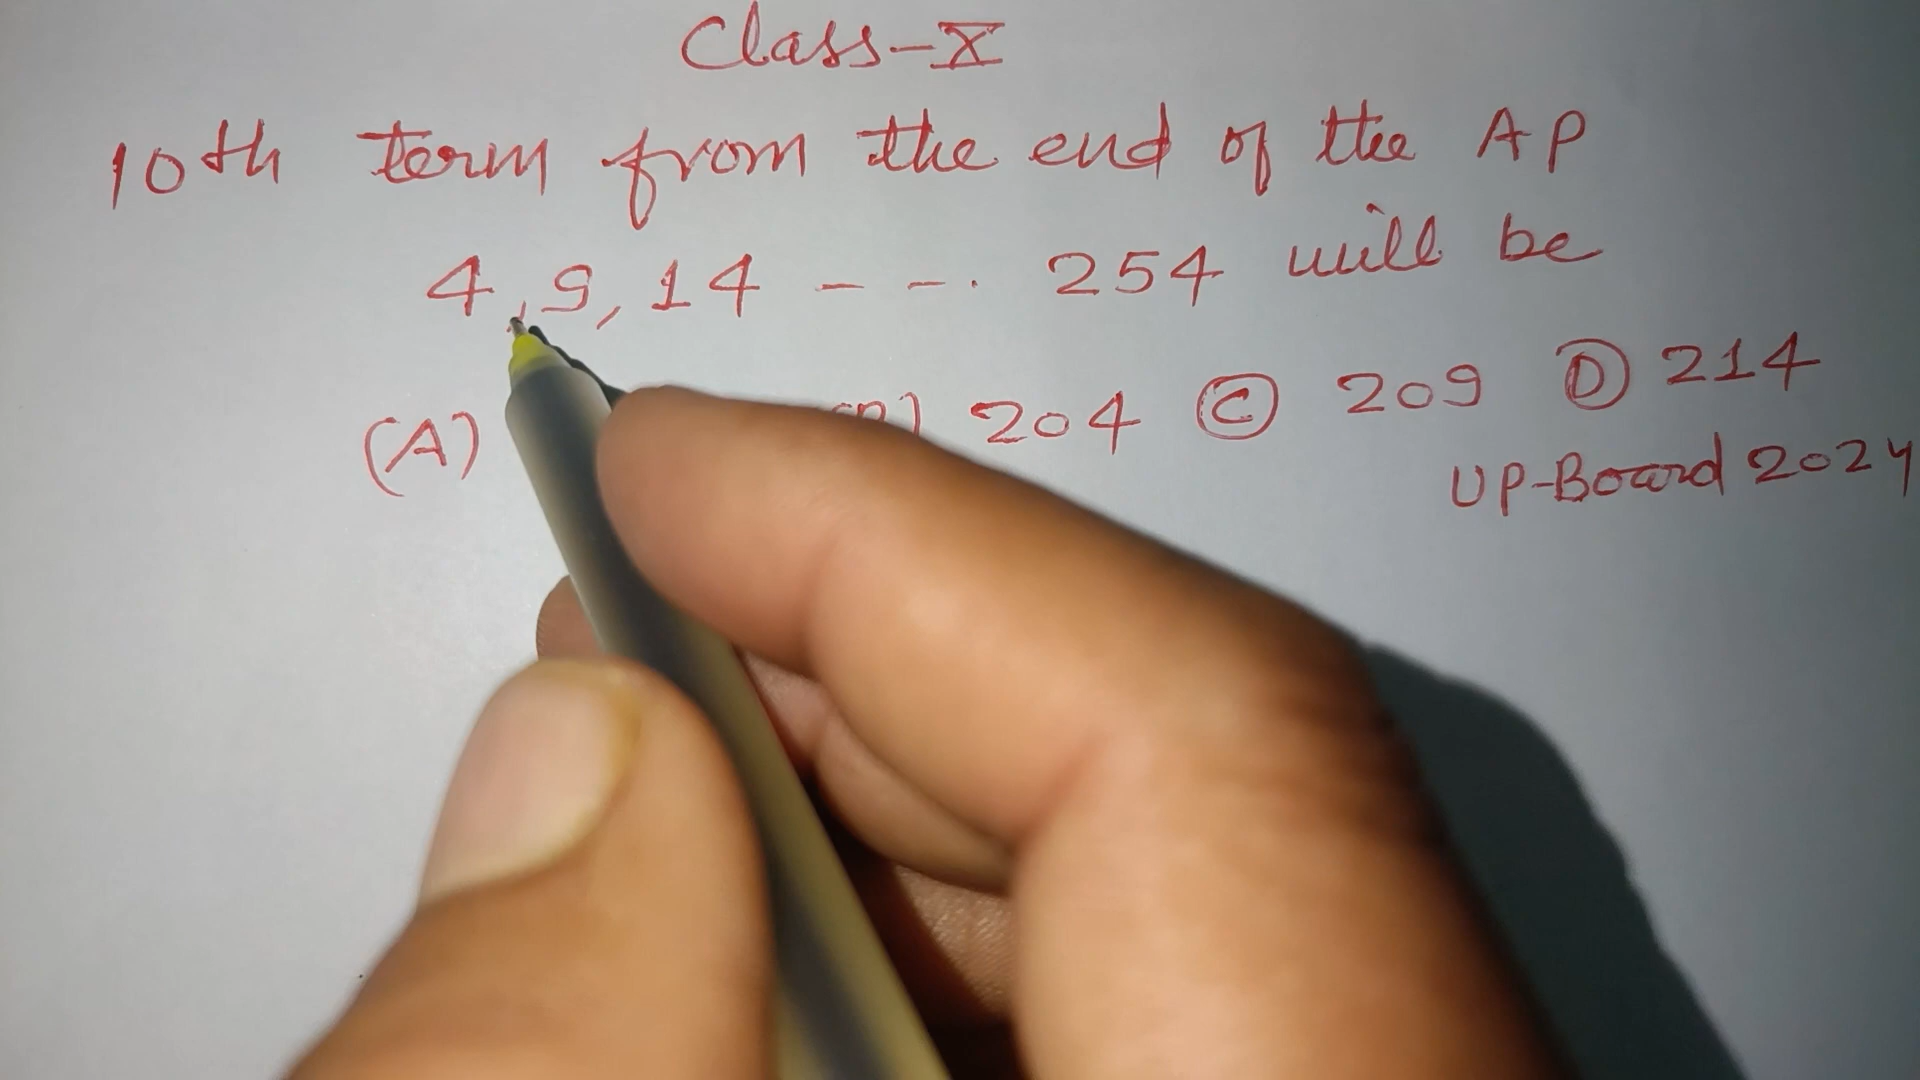 Class-X
10th term from the end of the AP
4, 9, 14 - - . 254 will be
(A) 204 (C) 209 (D) 214
UP-Board 2024